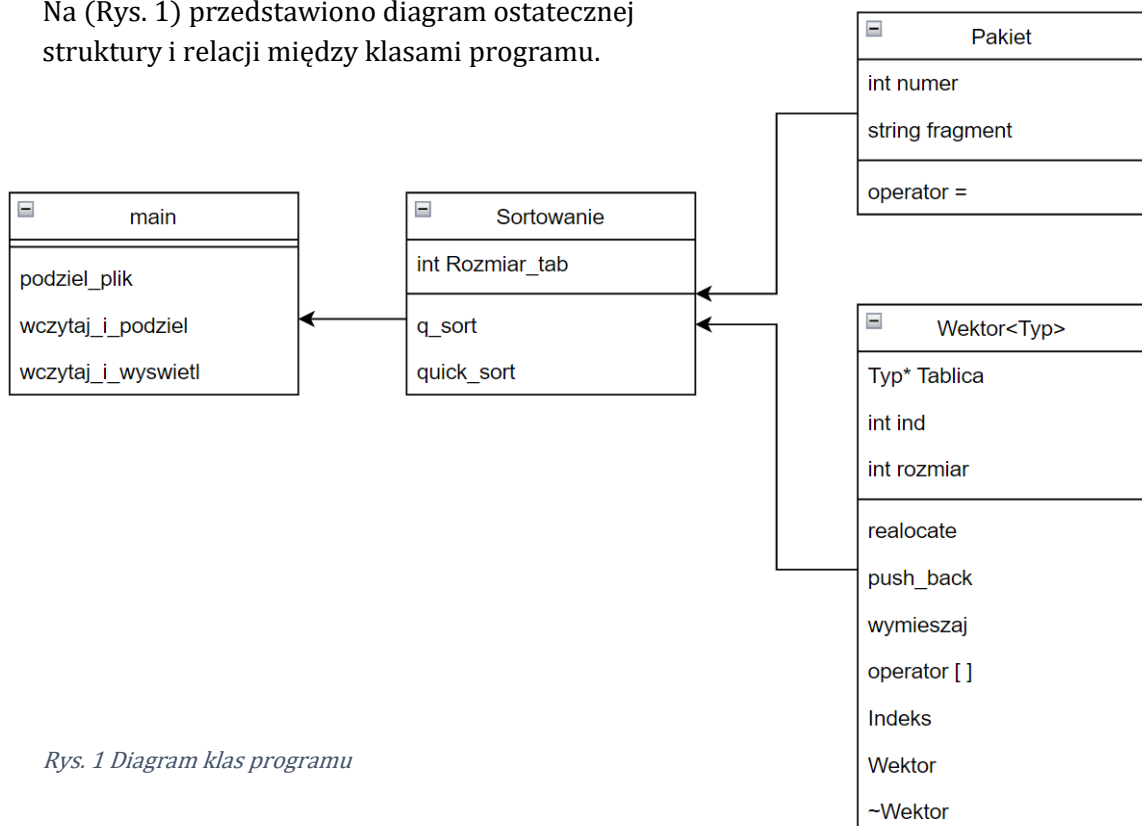 Na (Rys. 1) przedstawiono diagram ostatecznej
struktury i relacji między klasami programu.
Pakiet
int numer
string fragment
operator =
main
podziel_plik
wczytaj_i_podziel
wczytaj_i_wyswietl
Sortowanie
int Rozmiar_tab
q_sort
quick_sort
Wektor<Typ>
Typ* Tablica
int ind
int rozmiar
realocate
push_back
wymieszaj
operator [ ]
Indeks
Wektor
~Wektor
Rys. 1 Diagram klas programu